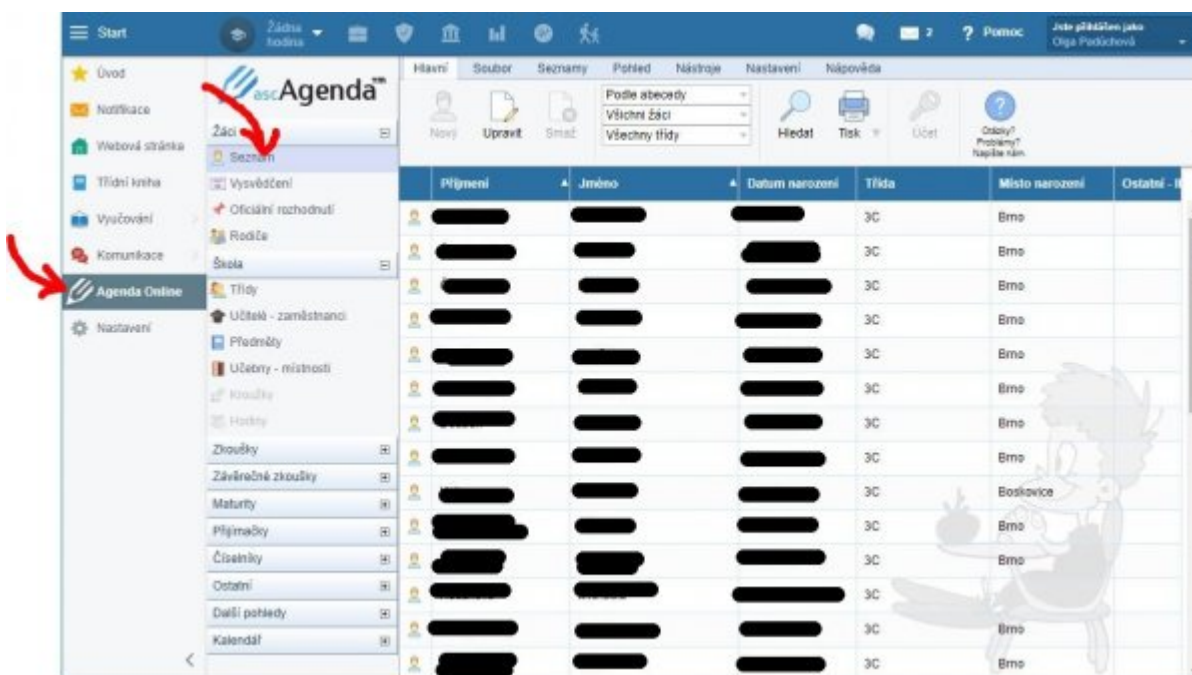 Start
Žádná
hodina
2
? Pomoc
Jste přihlášen jako
Olga Padúchová
Úvod
Notifikace
Webová stránka
Třídní kniha
Vyučování
Komunikace
Agenda Online
Nastavení
ascAgenda™
Žáci
Seznam
Vysvědčení
Oficiální rozhodnutí
Rodiče
Škola
Třídy
Učitelé - zaměstnanci
Předměty
Učebny - místnosti
Kroužky
Hodiny
Zkoušky
Závěrečné zkoušky
Maturity
Přijímačky
Číselníky
Ostatní
Další pohledy
Kalendář
Hlavní Soubor Seznamy Pohled Nástroje Nastavení Nápověda
Nový Upravit Smaž
Podle abecedy
Všichni žáci
Všechny třídy
Hledat Tisk Účet
?
Otázky?
Problémy?
Napište nám
Příjmení Jméno Datum narození Třída Místo narození Ostatní -
3C Brno
3C Brno
3C Brno
3C Brno
3C Brno
3C Brno
3C Brno
3C Brno
3C Boskovice
3C Brno
3C Brno
3C
3C Brno
3C Brno